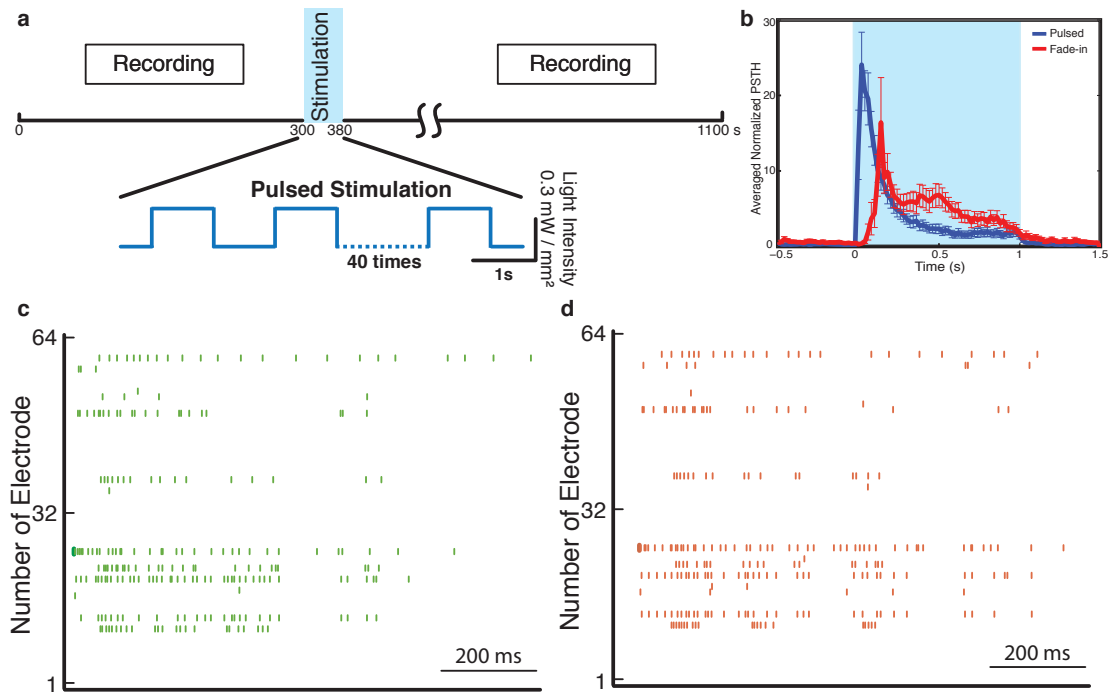 a
Recording
Stimulation
Recording
0
300
380
1100 s
Pulsed Stimulation
40 times
1s
Light Intensity
0.3 mW / mm²
b
30
20
10
0
Averaged Normalized PSTH
Pulsed
Fade-in
−0.5
0
0.5
1
1.5
Time (s)
c
64
32
1
Number of Electrode
200 ms
d
64
32
1
Number of Electrode
200 ms